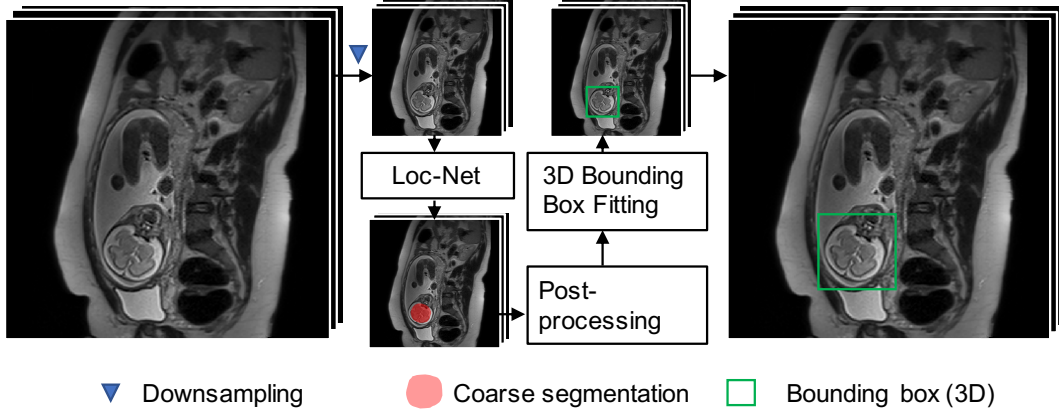 Loc-Net
3D Bounding
Box Fitting
Post-
processing
Downsampling
Coarse segmentation
Bounding box (3D)